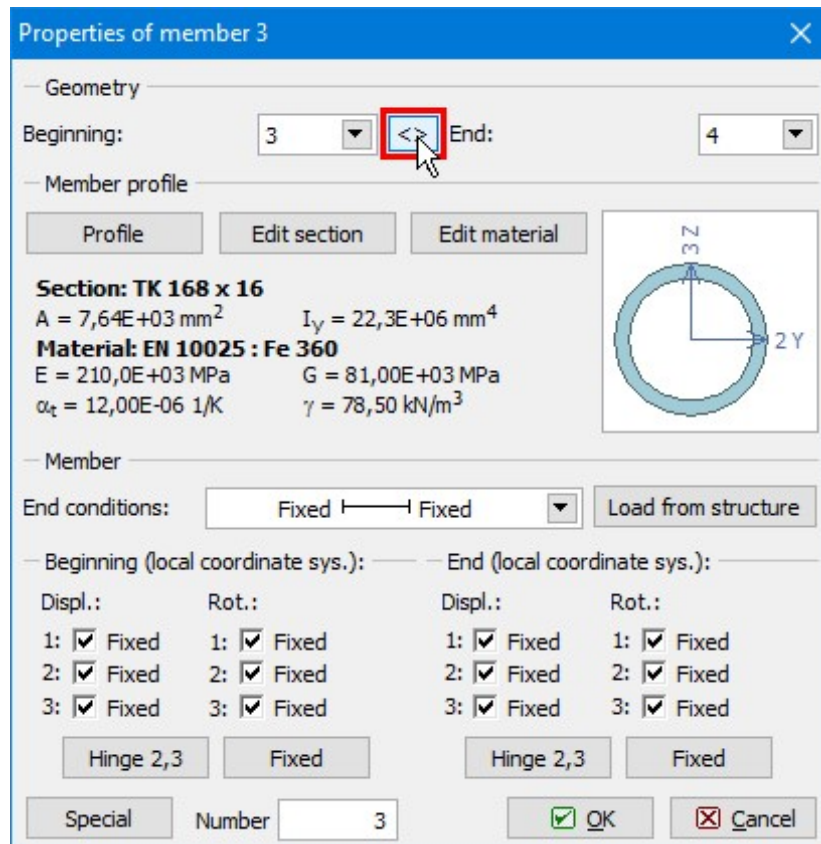 Properties of member 3
Geometry
Beginning: 3 <> End: 4
Member profile
Profile Edit section Edit material
3 Z
2 Y
Section: TK 168 x 16
A = 7,64E+03 mm² Iy = 22,3E+06 mm⁴
Material: EN 10025 : Fe 360
E = 210,0E+03 MPa G = 81,00E+03 MPa
αt = 12,00E-06 1/K γ = 78,50 kN/m³
Member
End conditions: Fixed Fixed Load from structure
Beginning (local coordinate sys.): End (local coordinate sys.):
Displ.: Rot.: Displ.: Rot.:
1: Fixed 1: Fixed 1: Fixed 1: Fixed
2: Fixed 2: Fixed 2: Fixed 2: Fixed
3: Fixed 3: Fixed 3: Fixed 3: Fixed
Hinge 2,3 Fixed Hinge 2,3 Fixed
Special Number 3 OK Cancel